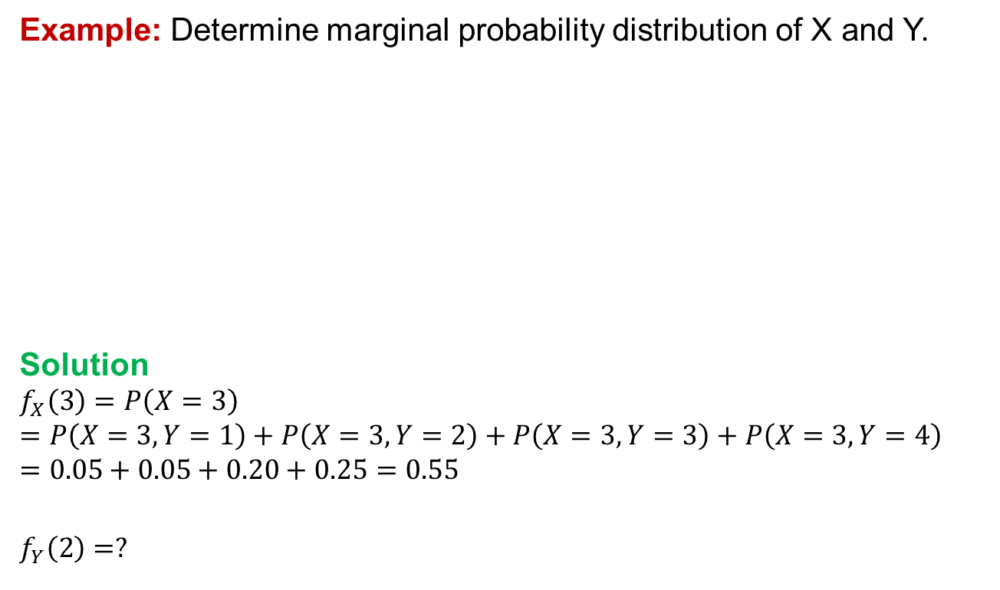 Example: Determine marginal probability distribution of X and Y.
Solution
f_X(3) = P(X = 3)
= P(X = 3, Y = 1) + P(X = 3, Y = 2) + P(X = 3, Y = 3) + P(X = 3, Y = 4)
= 0.05 + 0.05 + 0.20 + 0.25 = 0.55
f_Y(2) =?